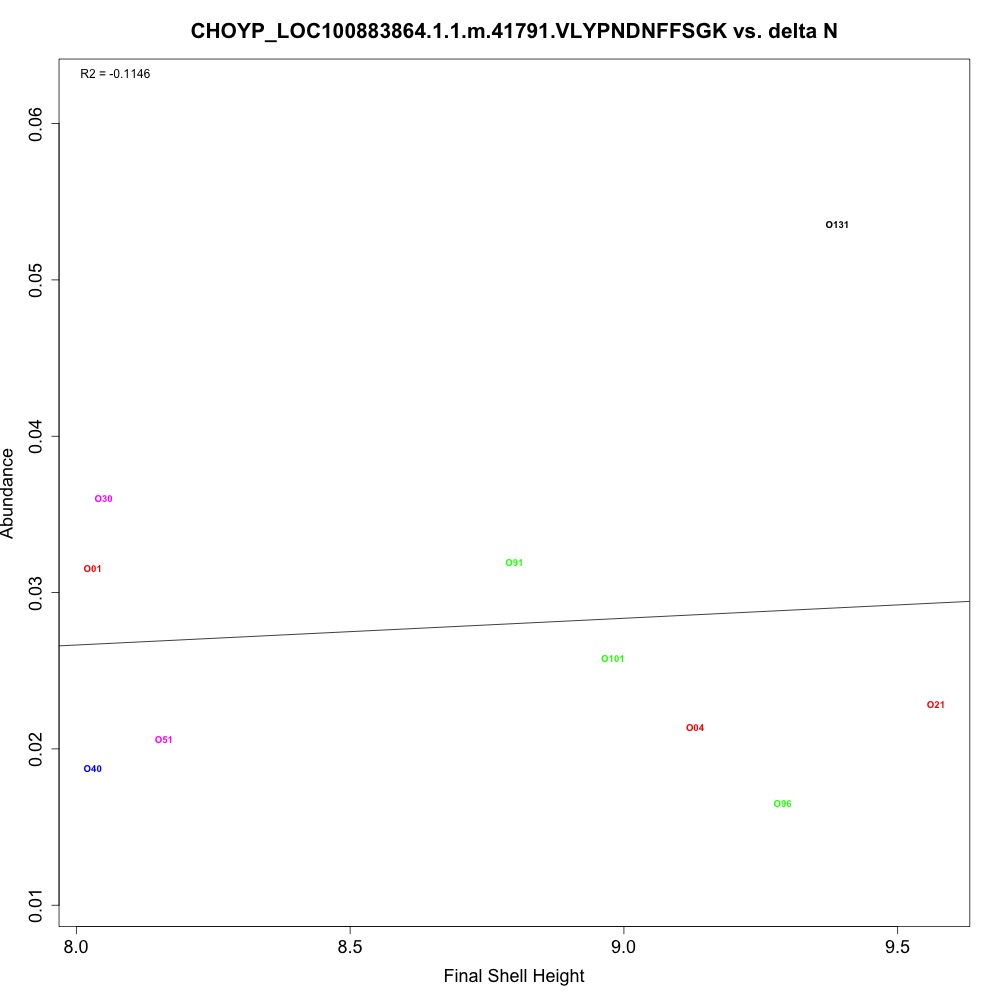 CHOYP_LOC100883864.1.1.m.41791.VLYPNDNFFSGK vs. delta N
R2 = -0.1146
0.06
O131
0.05
0.04
Abundance
O30
O01
O91
0.03
O101
O21
O04
O51
0.02
O40
O96
0.01
8.0 8.5 9.0 9.5
Final Shell Height